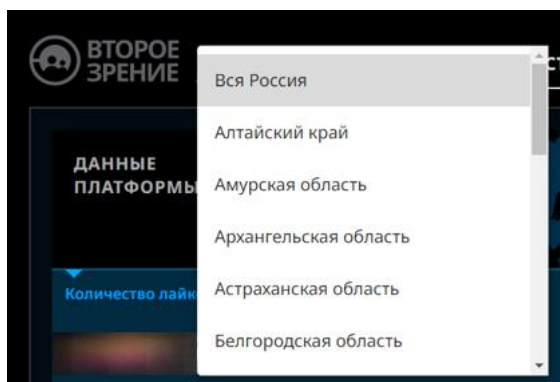 ВТОРОЕ
ЗРЕНИЕ
Вся Россия
Алтайский край
ДАННЫЕ
ПЛАТФОРМЫ
Амурская область
Архангельская область
Количество лайк
Астраханская область
Белгородская область